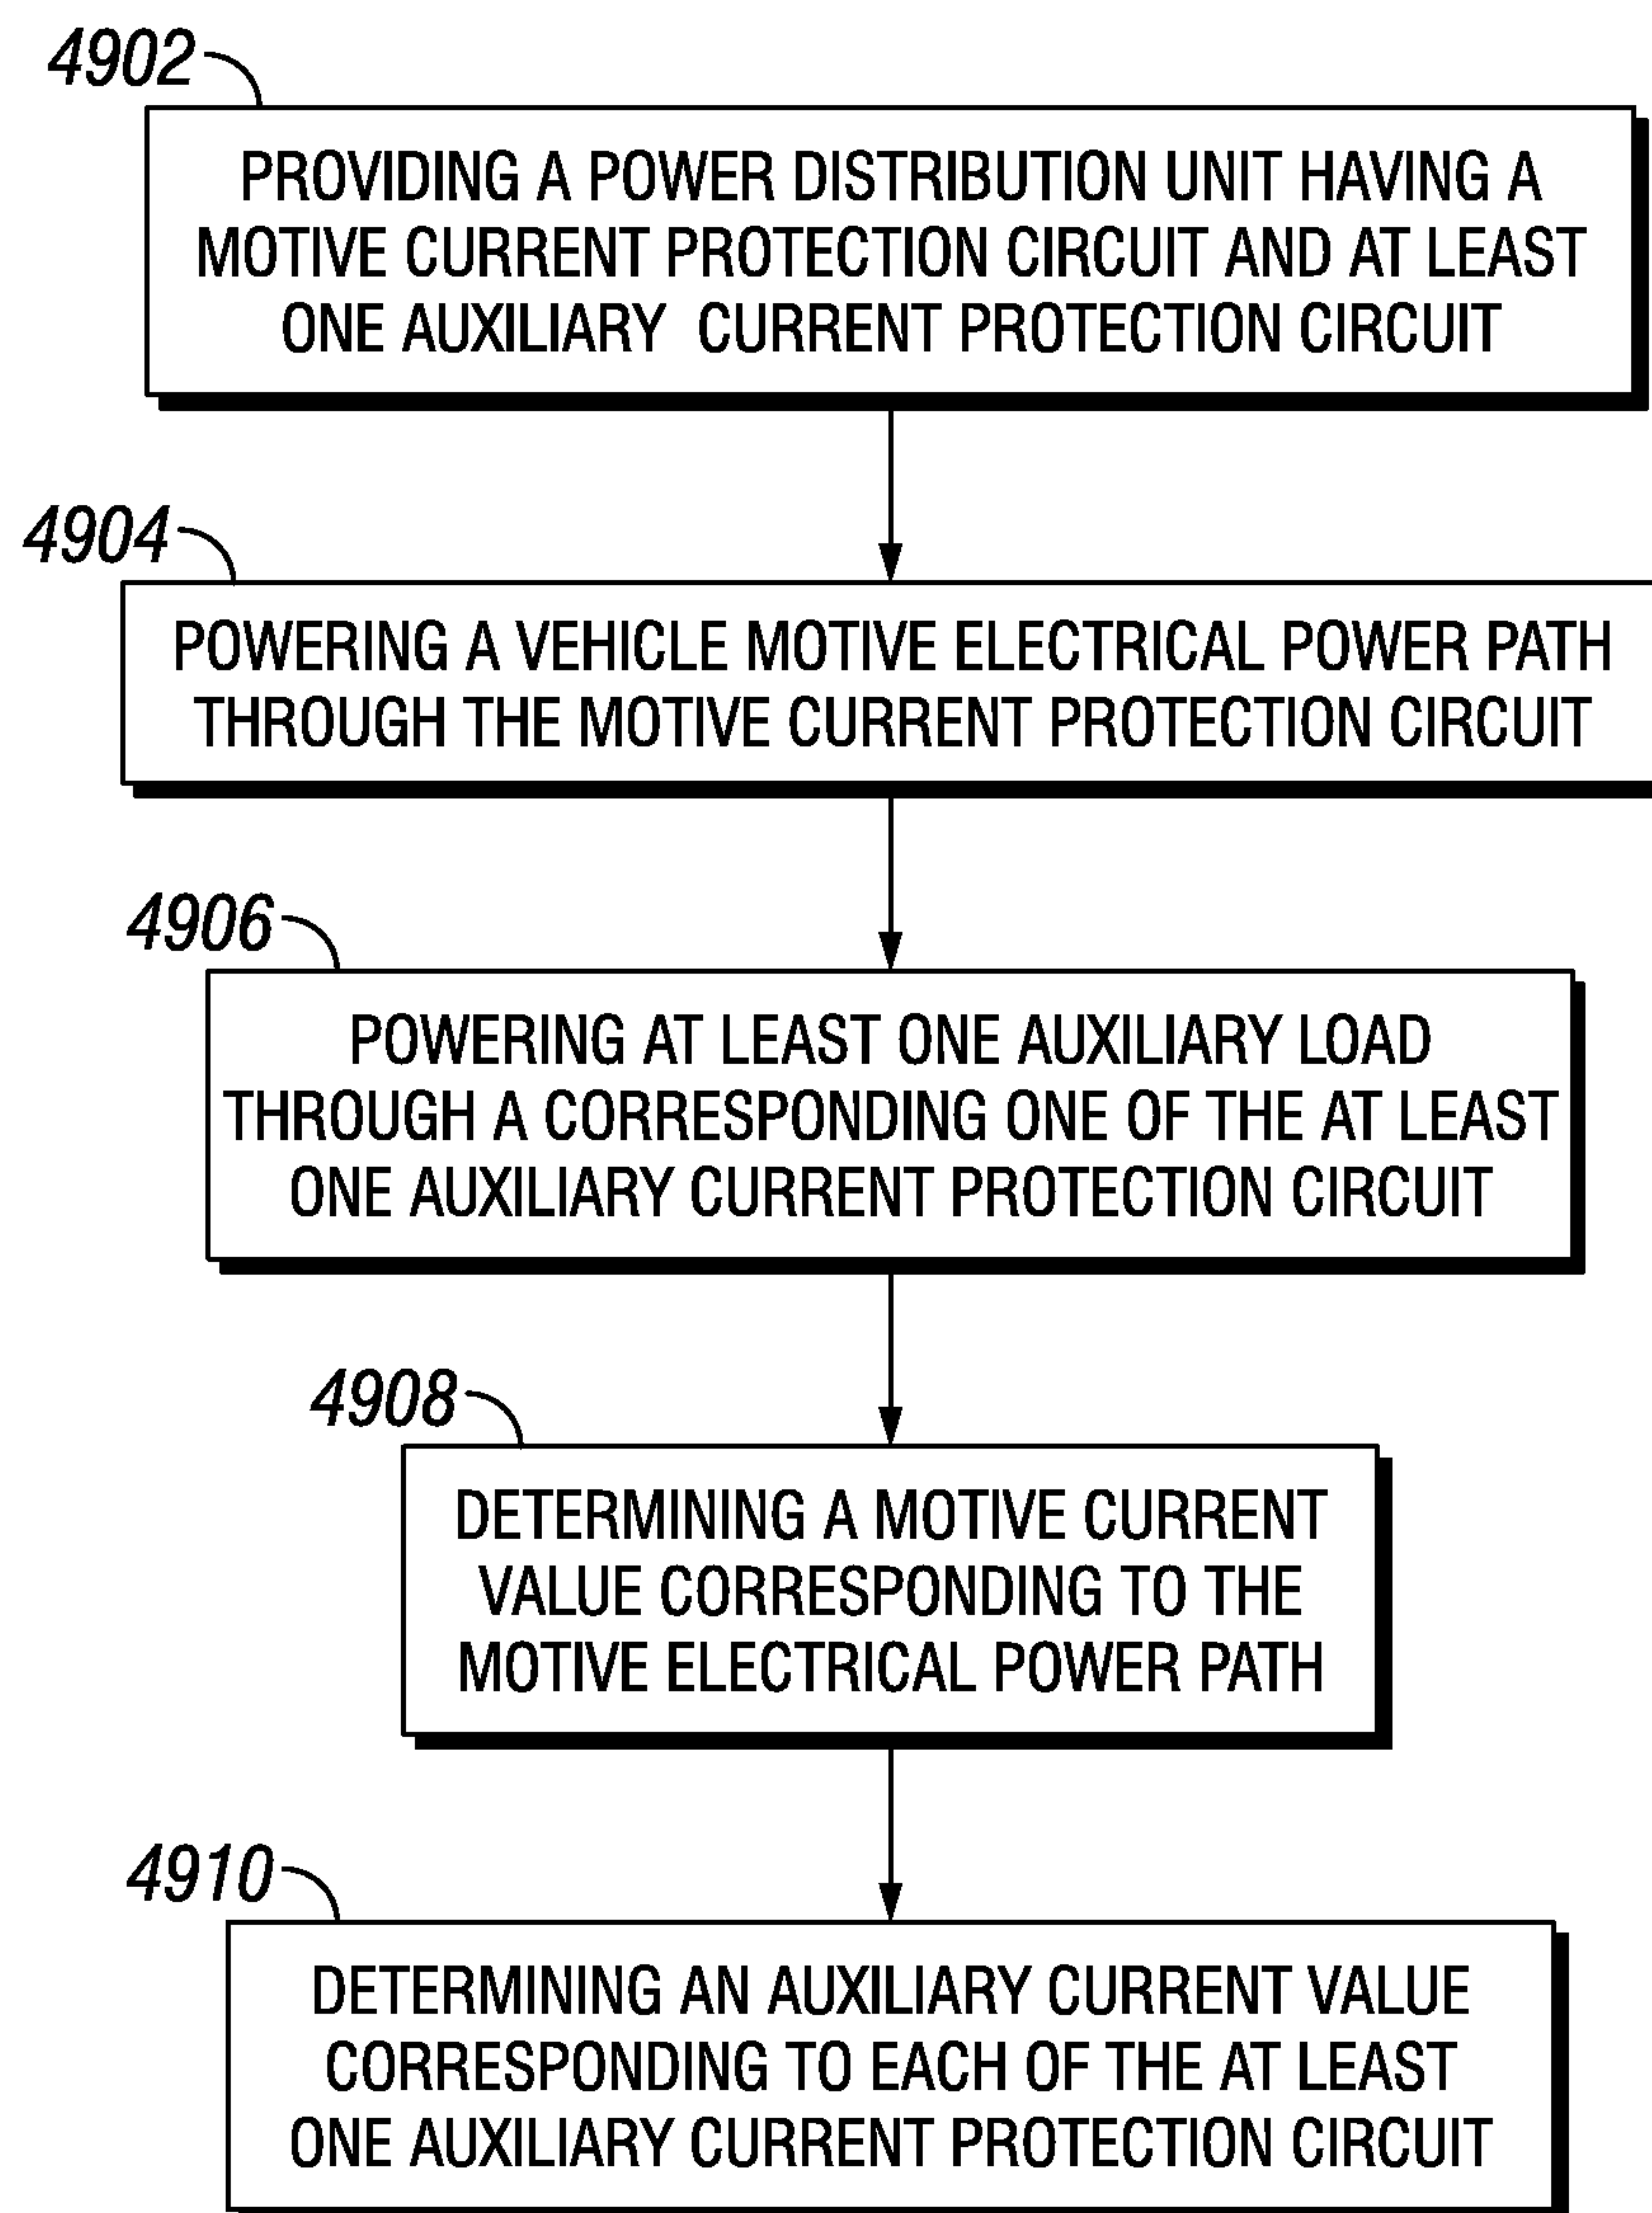 4902
PROVIDING A POWER DISTRIBUTION UNIT HAVING A
MOTIVE CURRENT PROTECTION CIRCUIT AND AT LEAST
ONE AUXILIARY CURRENT PROTECTION CIRCUIT
4904
POWERING A VEHICLE MOTIVE ELECTRICAL POWER PATH
THROUGH THE MOTIVE CURRENT PROTECTION CIRCUIT
4906
POWERING AT LEAST ONE AUXILIARY LOAD
THROUGH A CORRESPONDING ONE OF THE AT LEAST
ONE AUXILIARY CURRENT PROTECTION CIRCUIT
4908
DETERMINING A MOTIVE CURRENT
VALUE CORRESPONDING TO THE
MOTIVE ELECTRICAL POWER PATH
4910
DETERMINING AN AUXILIARY CURRENT VALUE
CORRESPONDING TO EACH OF THE AT LEAST
ONE AUXILIARY CURRENT PROTECTION CIRCUIT